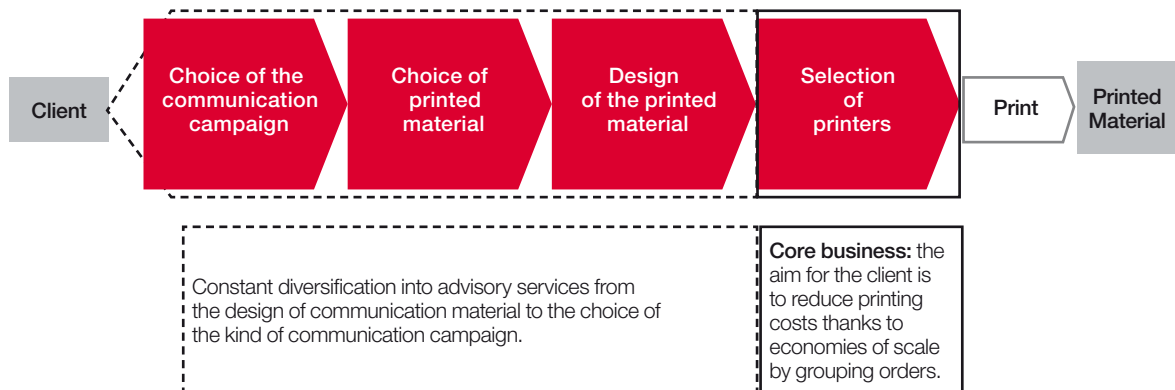 Client
Choice of the
communication
campaign
Choice of
printed
material
Design
of the printed
material
Selection
of
printers
Print
Printed
Material
Constant diversification into advisory services from
the design of communication material to the choice of
the kind of communication campaign.
Core business: the
aim for the client is
to reduce printing
costs thanks to
economies of scale
by grouping orders.